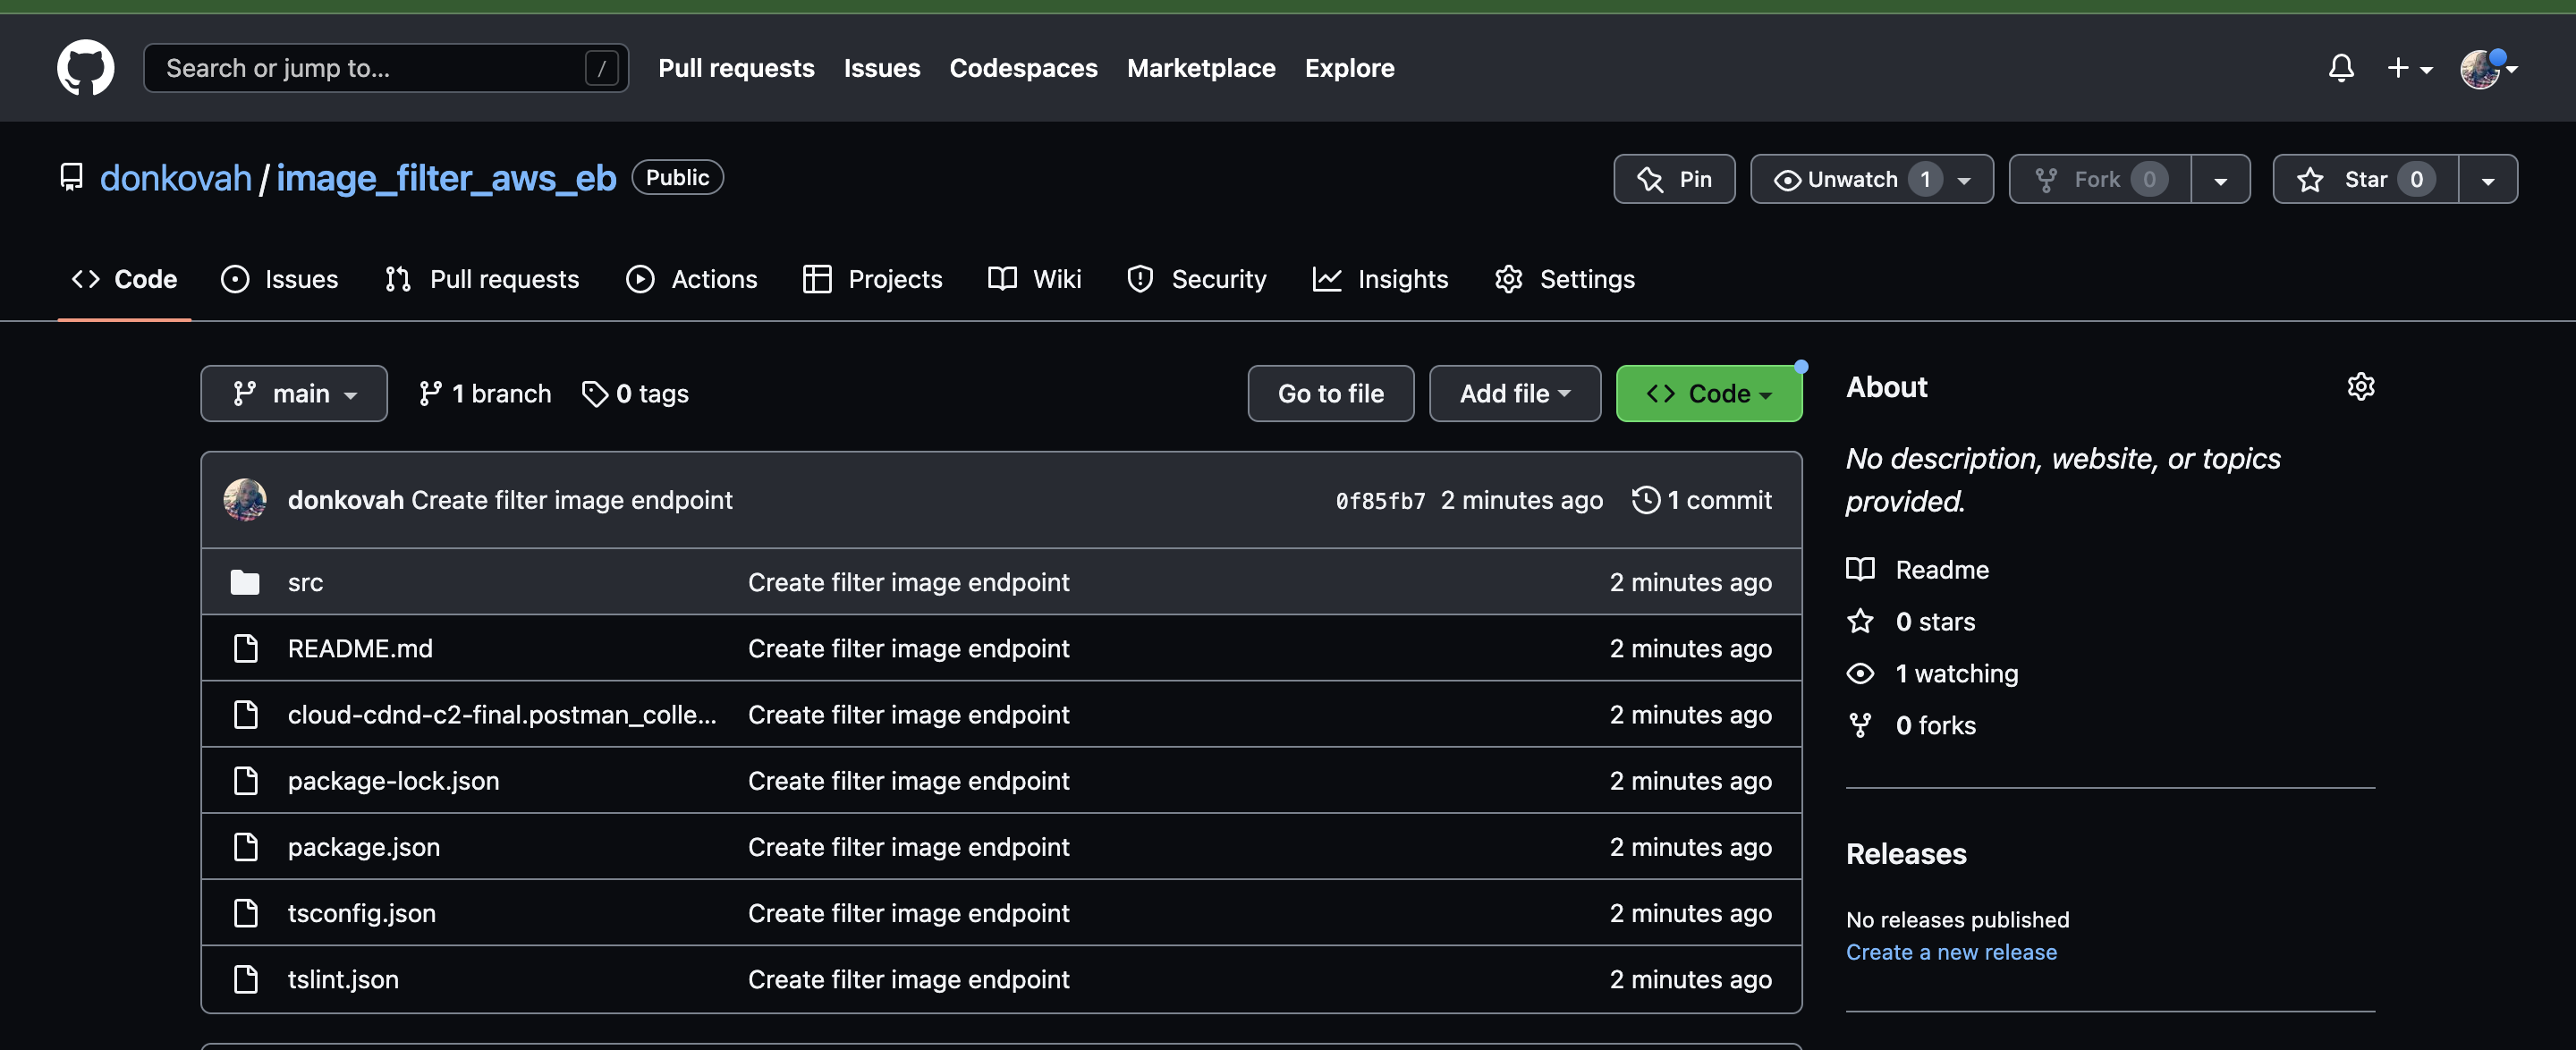 Search or jump to... / Pull requests Issues Codespaces Marketplace Explore
donkovah / image_filter_aws_eb Public Pin Unwatch 1 Fork 0 Star 0
Code Issues Pull requests Actions Projects Wiki Security Insights Settings
main 1 branch 0 tags Go to file Add file Code
donkovah Create filter image endpoint 0f85fb7 2 minutes ago 1 commit
src Create filter image endpoint 2 minutes ago
README.md Create filter image endpoint 2 minutes ago
cloud-cdnd-c2-final.postman_colle... Create filter image endpoint 2 minutes ago
package-lock.json Create filter image endpoint 2 minutes ago
package.json Create filter image endpoint 2 minutes ago
tsconfig.json Create filter image endpoint 2 minutes ago
tslint.json Create filter image endpoint 2 minutes ago
About
No description, website, or topics
provided.
Readme
0 stars
1 watching
0 forks
Releases
No releases published
Create a new release